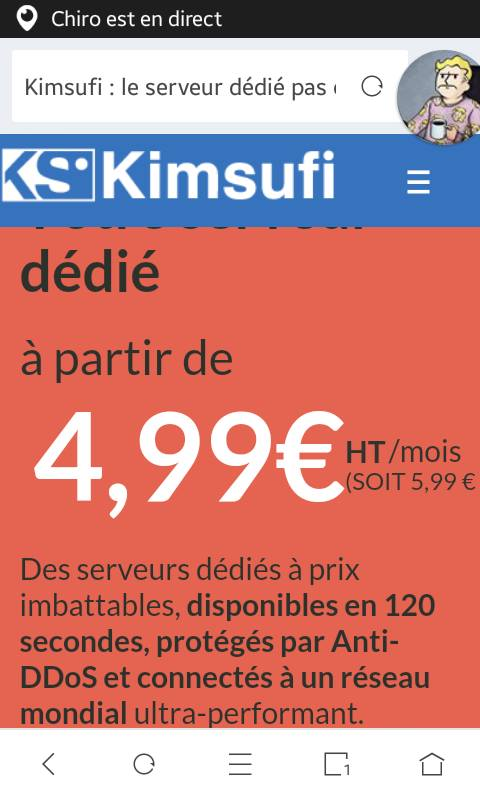 Chiro est en direct
Kimsufi : le serveur dédié pas
KS Kimsufi
dédié
à partir de
4,99€ HT/mois
(SOIT 5,99 €
Des serveurs dédiés à prix
imbattables, disponibles en 120
secondes, protégés par Anti-
DDoS et connectés à un réseau
mondial ultra-performant.
1